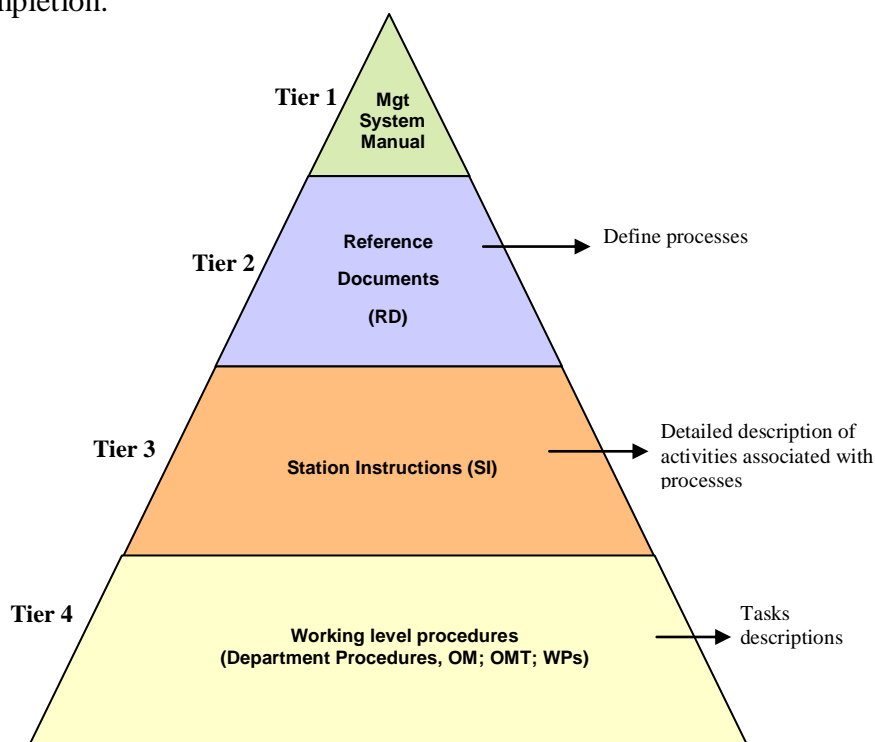 Tier 1
Mgt
System
Manual
Tier 2
Reference
Documents
(RD)
Define processes
Tier 3
Station Instructions (SI)
Detailed description of
activities associated with
processes
Tier 4
Working level procedures
(Department Procedures, OM; OMT; WPs)
Tasks
descriptions